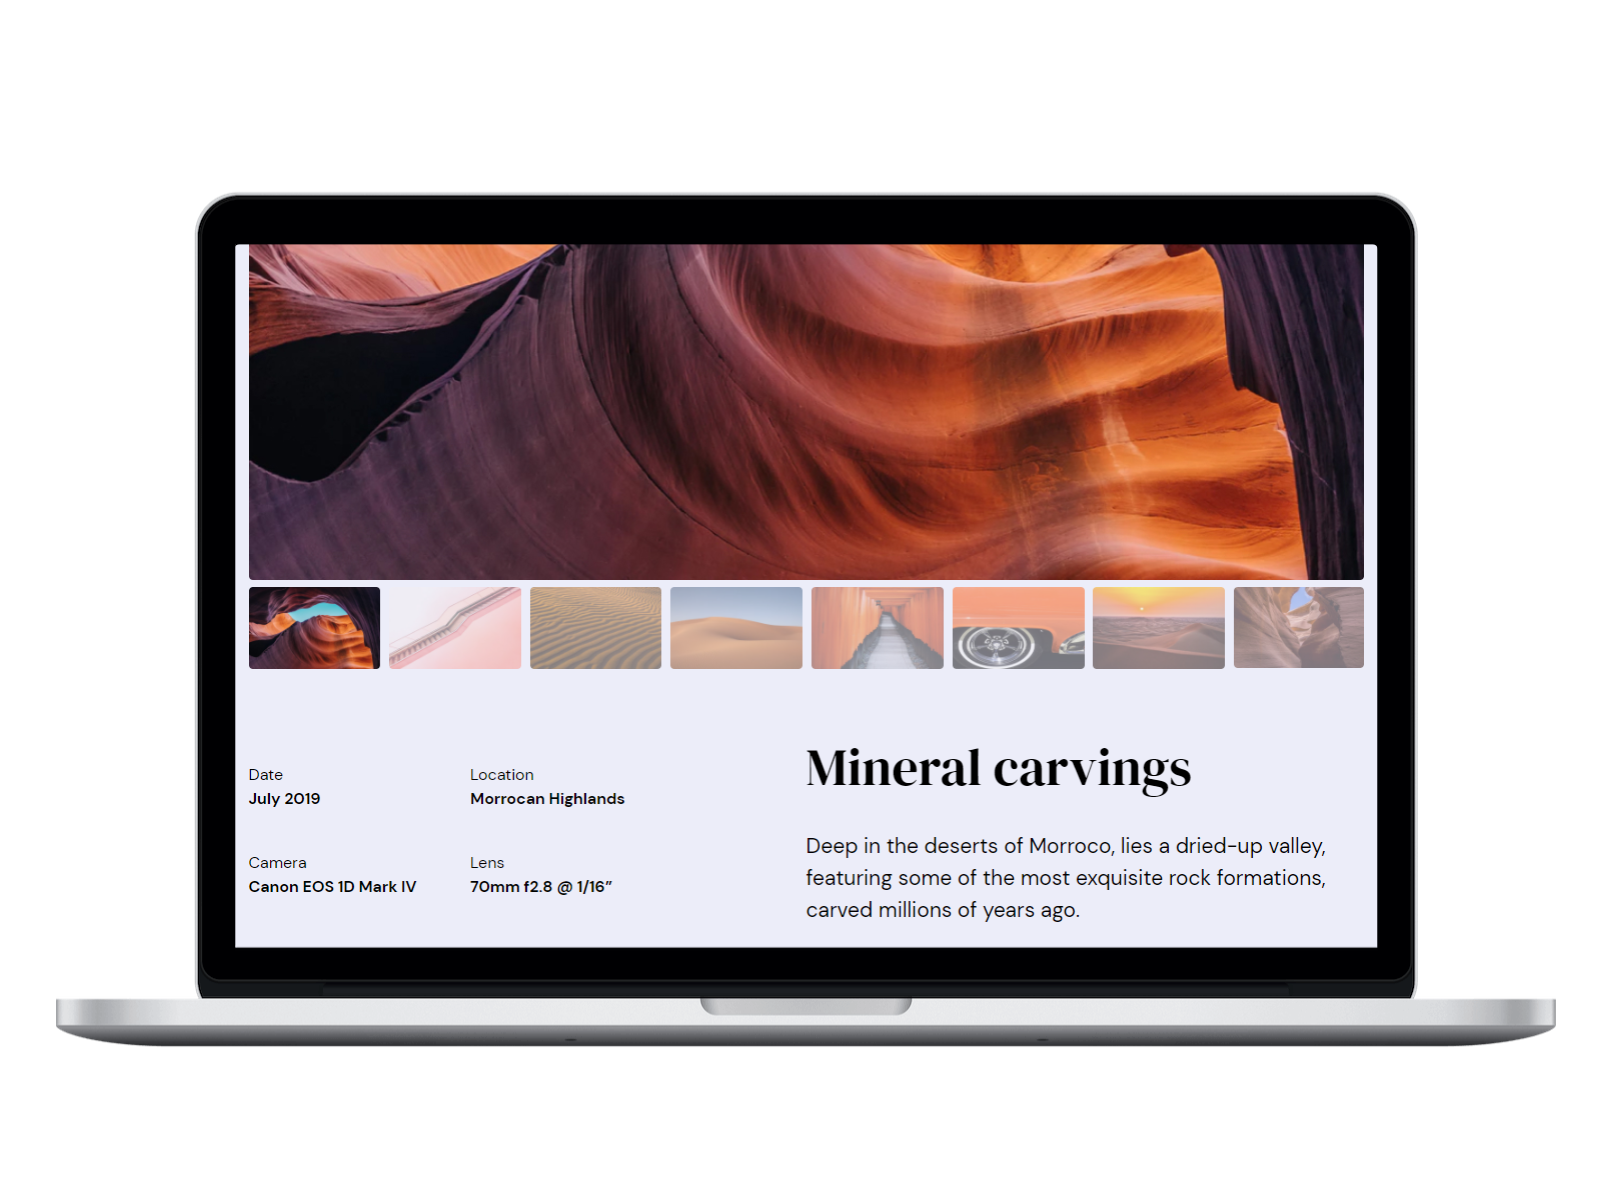 Date
July 2019
Location
Morrocan Highlands
Camera
Canon EOS 1D Mark IV
Lens
70mm f2.8 @ 1/16”
Mineral carvings
Deep in the deserts of Morroco, lies a dried-up valley,
featuring some of the most exquisite rock formations,
carved millions of years ago.